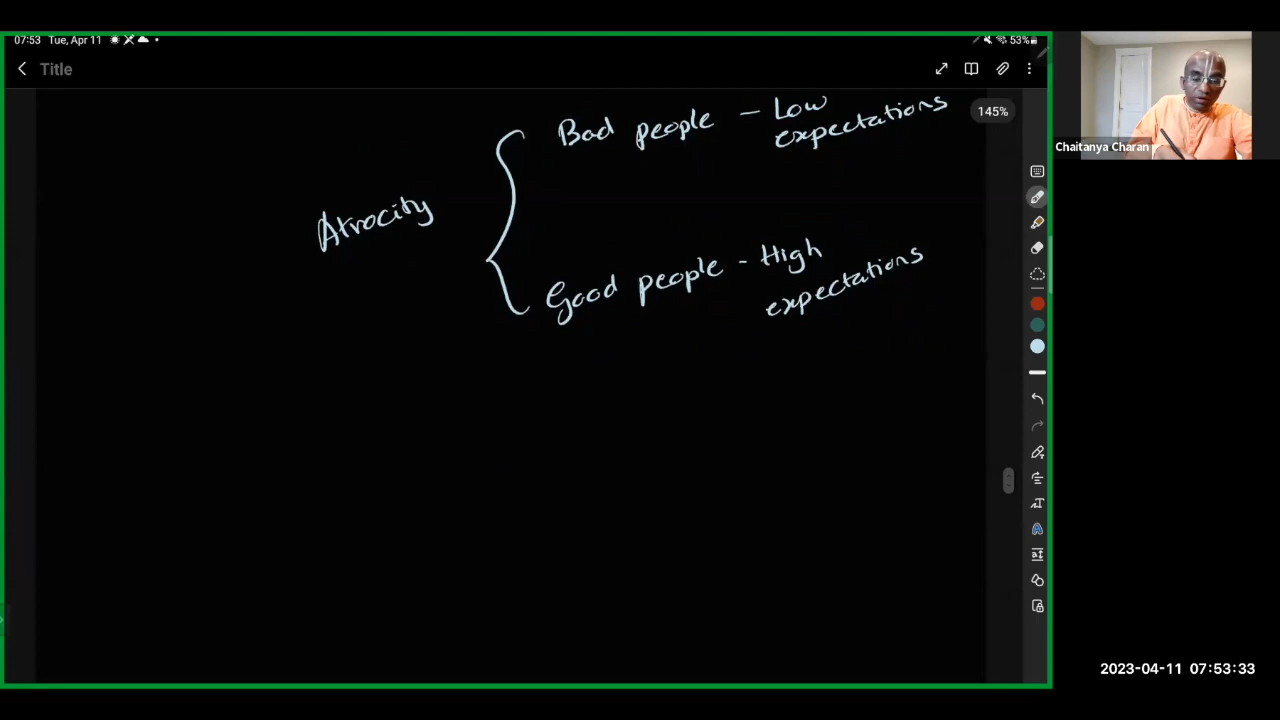 07:53 Tue, Apr 11
53%
Title
145%
Bad people – Low
expectations
Atrocity
Good people - High
expectations
Chaitanya Charan
2023-04-11 07:53:33